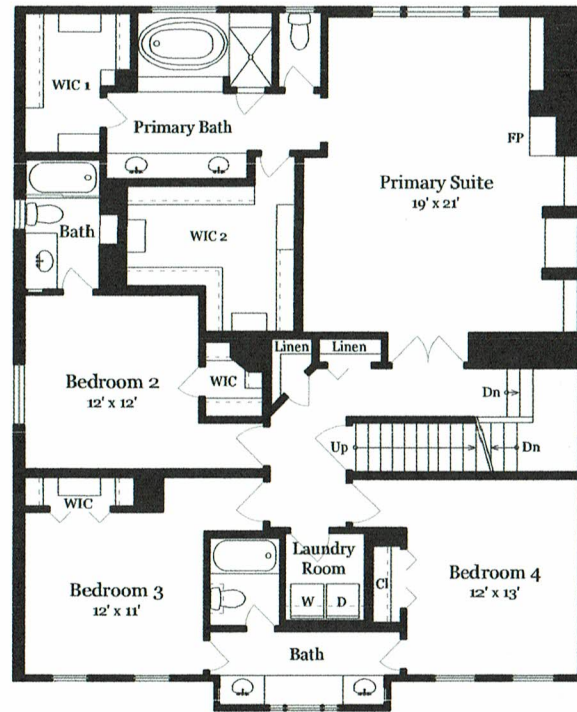 WIC 1
Primary Bath
FP
Primary Suite
19' x 21'
Bath
WIC 2
Linen
Linen
Bedroom 2
12' x 12'
WIC
Dn
Up
Dn
WIC
Laundry
Room
W
D
Cl
Bedroom 3
12' x 11'
Bedroom 4
12' x 13'
Bath